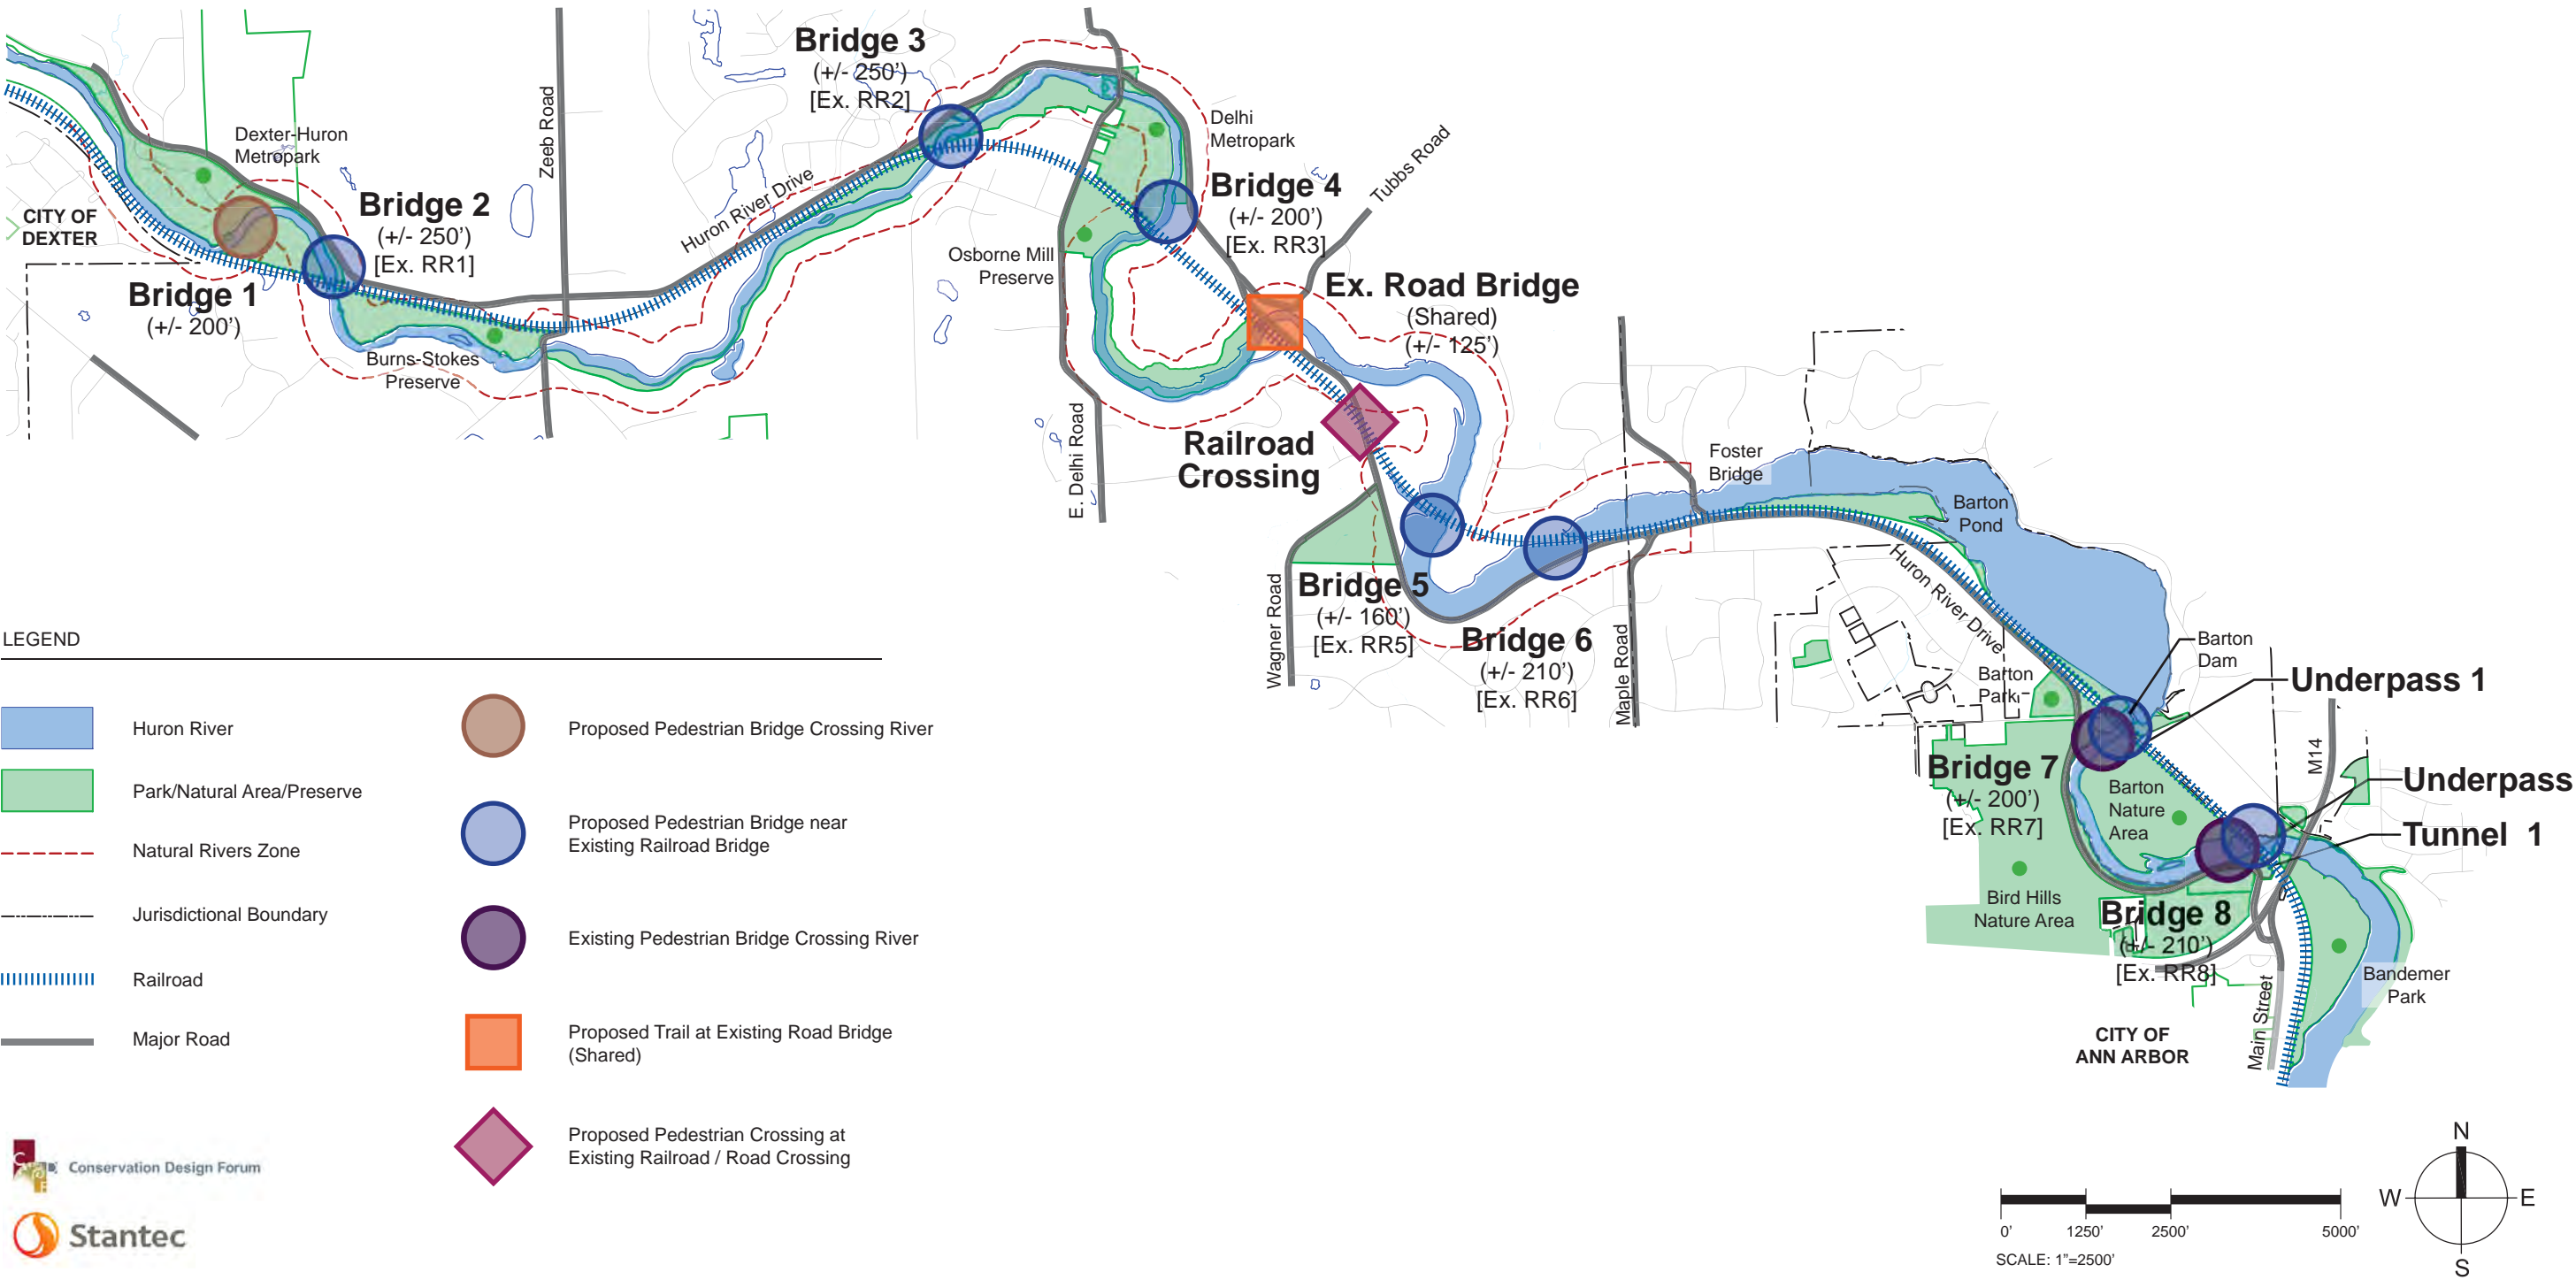 Bridge 3
(+/- 250')
[Ex. RR2]
Zeeb Road
Dexter-Huron
Metropark
Delhi
Metropark
Tubbs Road
Huron River Drive
CITY OF
DEXTER
Bridge 2
(+/- 250')
[Ex. RR1]
Bridge 4
(+/- 200')
[Ex. RR3]
Osborne Mill
Preserve
Bridge 1
(+/- 200')
Ex. Road Bridge
(Shared)
(+/- 125')
Burns-Stokes
Preserve
E. Delhi Road
Railroad
Crossing
Foster
Bridge
Barton
Pond
Huron River Drive
Wagner Road
Bridge 5
(+/- 160')
[Ex. RR5]
Bridge 6
(+/- 210')
[Ex. RR6]
Maple Road
Barton
Dam
Underpass 1
Barton
Park
M14
Bridge 7
(+/- 200')
[Ex. RR7]
Barton
Nature
Area
Underpass
Tunnel 1
Bird Hills
Nature Area
Bridge 8
(+/- 210')
[Ex. RR8]
Main Street
Bandemer
Park
CITY OF
ANN ARBOR
LEGEND
Huron River
Park/Natural Area/Preserve
Natural Rivers Zone
Jurisdictional Boundary
Railroad
Major Road
Proposed Pedestrian Bridge Crossing River
Proposed Pedestrian Bridge near
Existing Railroad Bridge
Existing Pedestrian Bridge Crossing River
Proposed Trail at Existing Road Bridge
(Shared)
Proposed Pedestrian Crossing at
Existing Railroad / Road Crossing
Conservation Design Forum
Stantec
0' 1250' 2500' 5000'
SCALE: 1"=2500'
N
W E
S